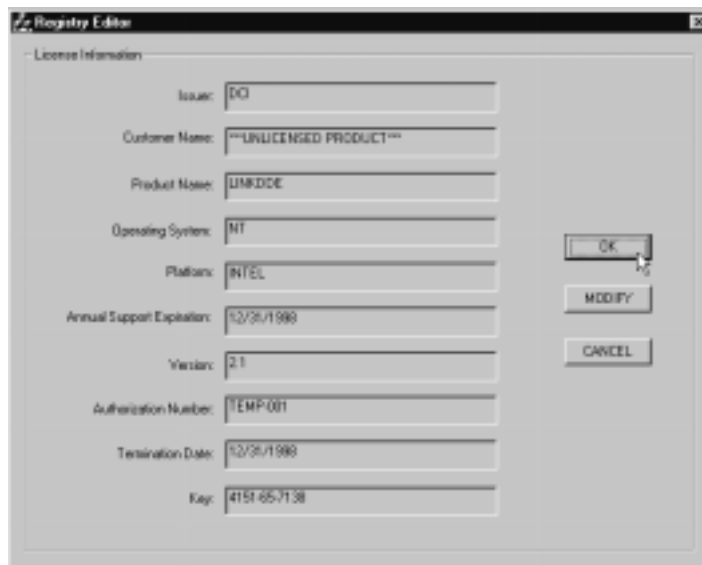 Registry Editor
License Information
Issuer: DCI
Customer Name: ***UNLICENSED PRODUCT***
Product Name: LINKDDE
Operating System: NT
Platform: INTEL
Annual Support Expiration: 12/31/1998
Version: 2.1
Authorization Number: TEMP-001
Termination Date: 12/31/1998
Key: 4151-65-7138
OK
MODIFY
CANCEL